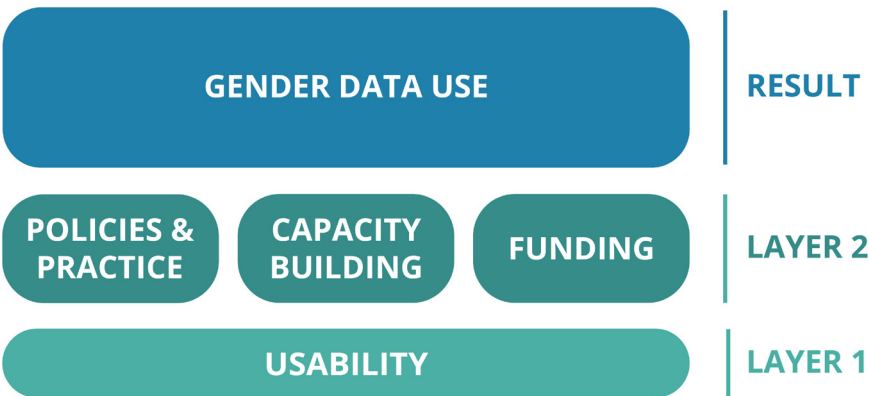 GENDER DATA USE
RESULT
POLICIES &
PRACTICE
CAPACITY
BUILDING
FUNDING
LAYER 2
USABILITY
LAYER 1